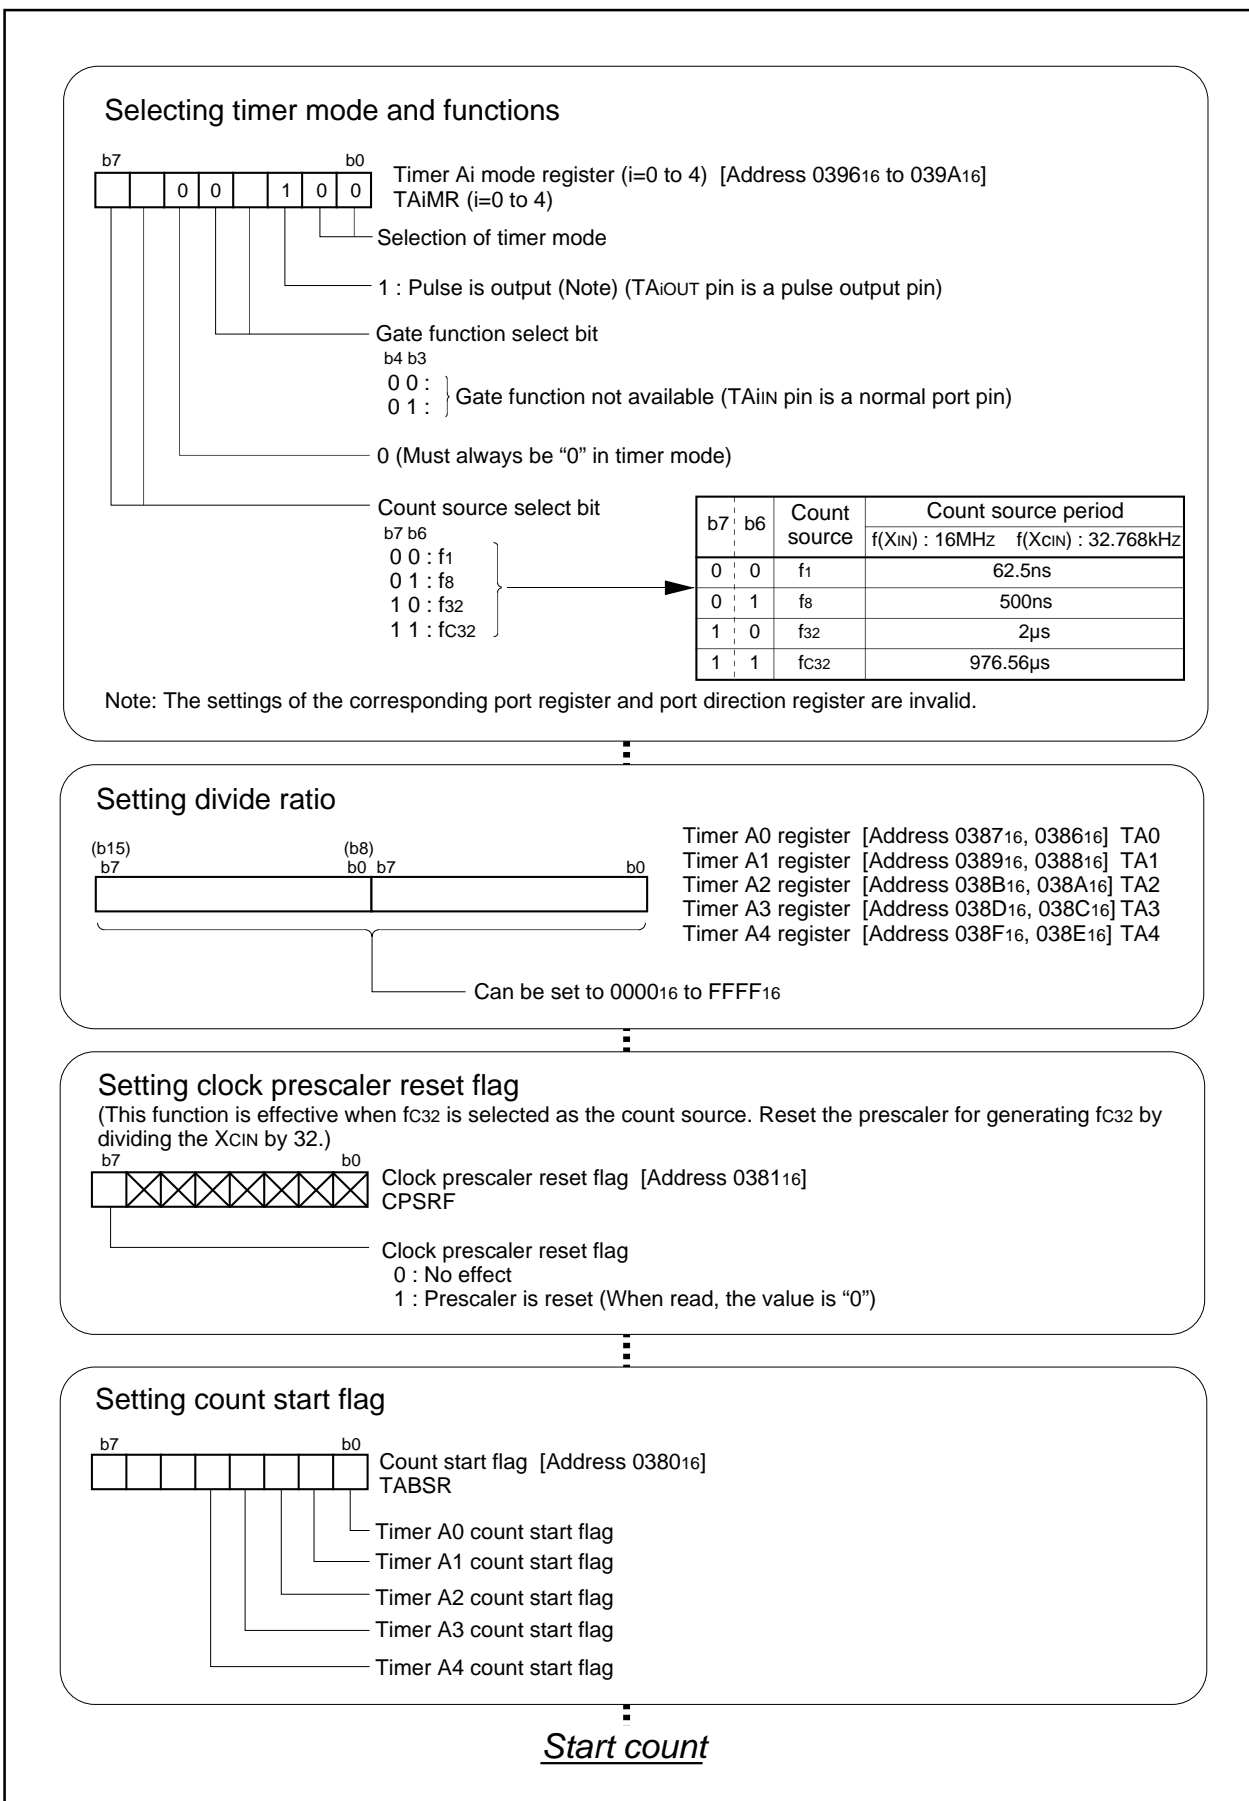 Selecting timer mode and functions
b7 b0
0 0 1 0 0
Timer Ai mode register (i=0 to 4) [Address 039616 to 039A16]
TAiMR (i=0 to 4)
Selection of timer mode
1 : Pulse is output (Note) (TAiOUT pin is a pulse output pin)
Gate function select bit
b4 b3
0 0 :
0 1 :
Gate function not available (TAiIN pin is a normal port pin)
0 (Must always be “0” in timer mode)
Count source select bit
b7 b6
0 0 : f1
0 1 : f8
1 0 : f32
1 1 : fC32
b7 b6 Count source Count source period
f(XIN) : 16MHZ f(XCIN) : 32.768kHZ
0 0 f1 62.5ns
0 1 f8 500ns
1 0 f32 2µs
1 1 fC32 976.56µs
Note: The settings of the corresponding port register and port direction register are invalid.
Setting divide ratio
(b15) (b8)
b7 b0 b7 b0
Timer A0 register [Address 038716, 038616] TA0
Timer A1 register [Address 038916, 038816] TA1
Timer A2 register [Address 038B16, 038A16] TA2
Timer A3 register [Address 038D16, 038C16] TA3
Timer A4 register [Address 038F16, 038E16] TA4
Can be set to 000016 to FFFF16
Setting clock prescaler reset flag
(This function is effective when fC32 is selected as the count source. Reset the prescaler for generating fC32 by
dividing the XCIN by 32.)
b7 b0
Clock prescaler reset flag [Address 038116]
CPSRF
Clock prescaler reset flag
0 : No effect
1 : Prescaler is reset (When read, the value is “0”)
Setting count start flag
b7 b0
Count start flag [Address 038016]
TABSR
Timer A0 count start flag
Timer A1 count start flag
Timer A2 count start flag
Timer A3 count start flag
Timer A4 count start flag
Start count